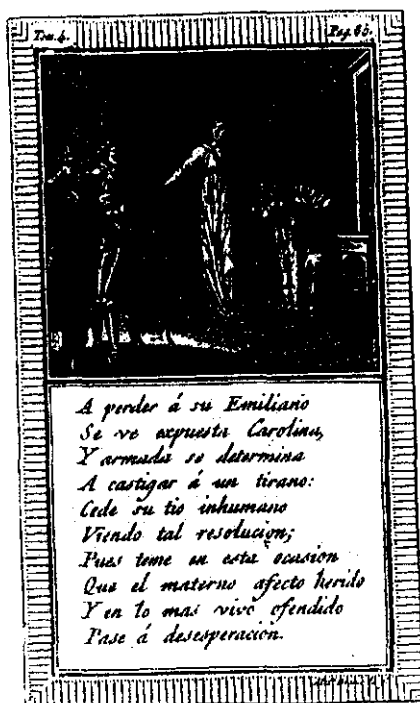 Tom. 4. Pag. 65.
A perder á su Emiliano
Se ve expuesta Carolina,
Y armada se determina
A castigar á un tirano:
Cede su tio inhumano
Viendo tal resolucion;
Pues teme en esta ocasion
Que el materno afecto herido
Y en lo mas vivo ofendido
Pase á desesperacion.